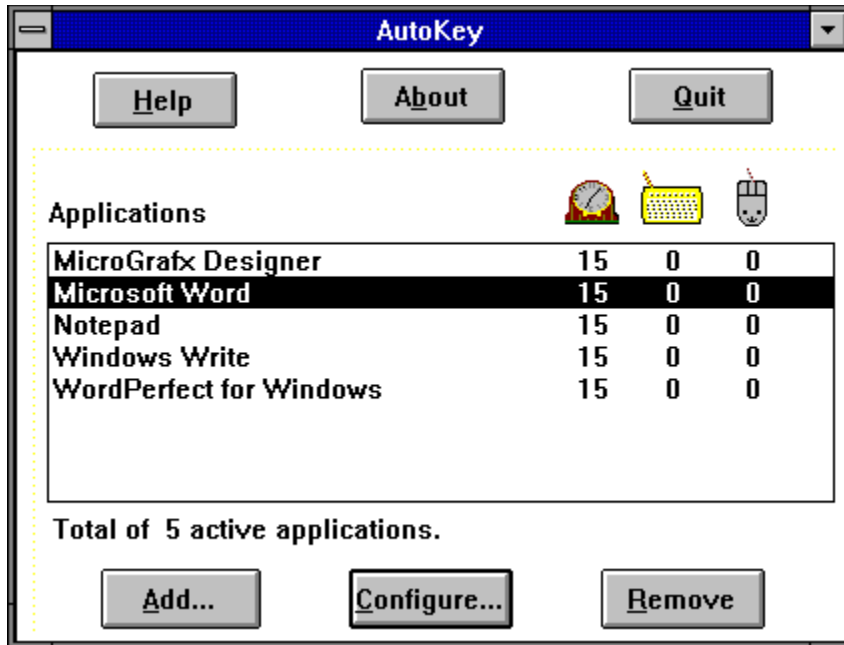 AutoKey
Help About Quit
Applications
MicroGrafx Designer 15 0 0
Microsoft Word 15 0 0
Notepad 15 0 0
Windows Write 15 0 0
WordPerfect for Windows 15 0 0
Total of 5 active applications.
Add... Configure... Remove